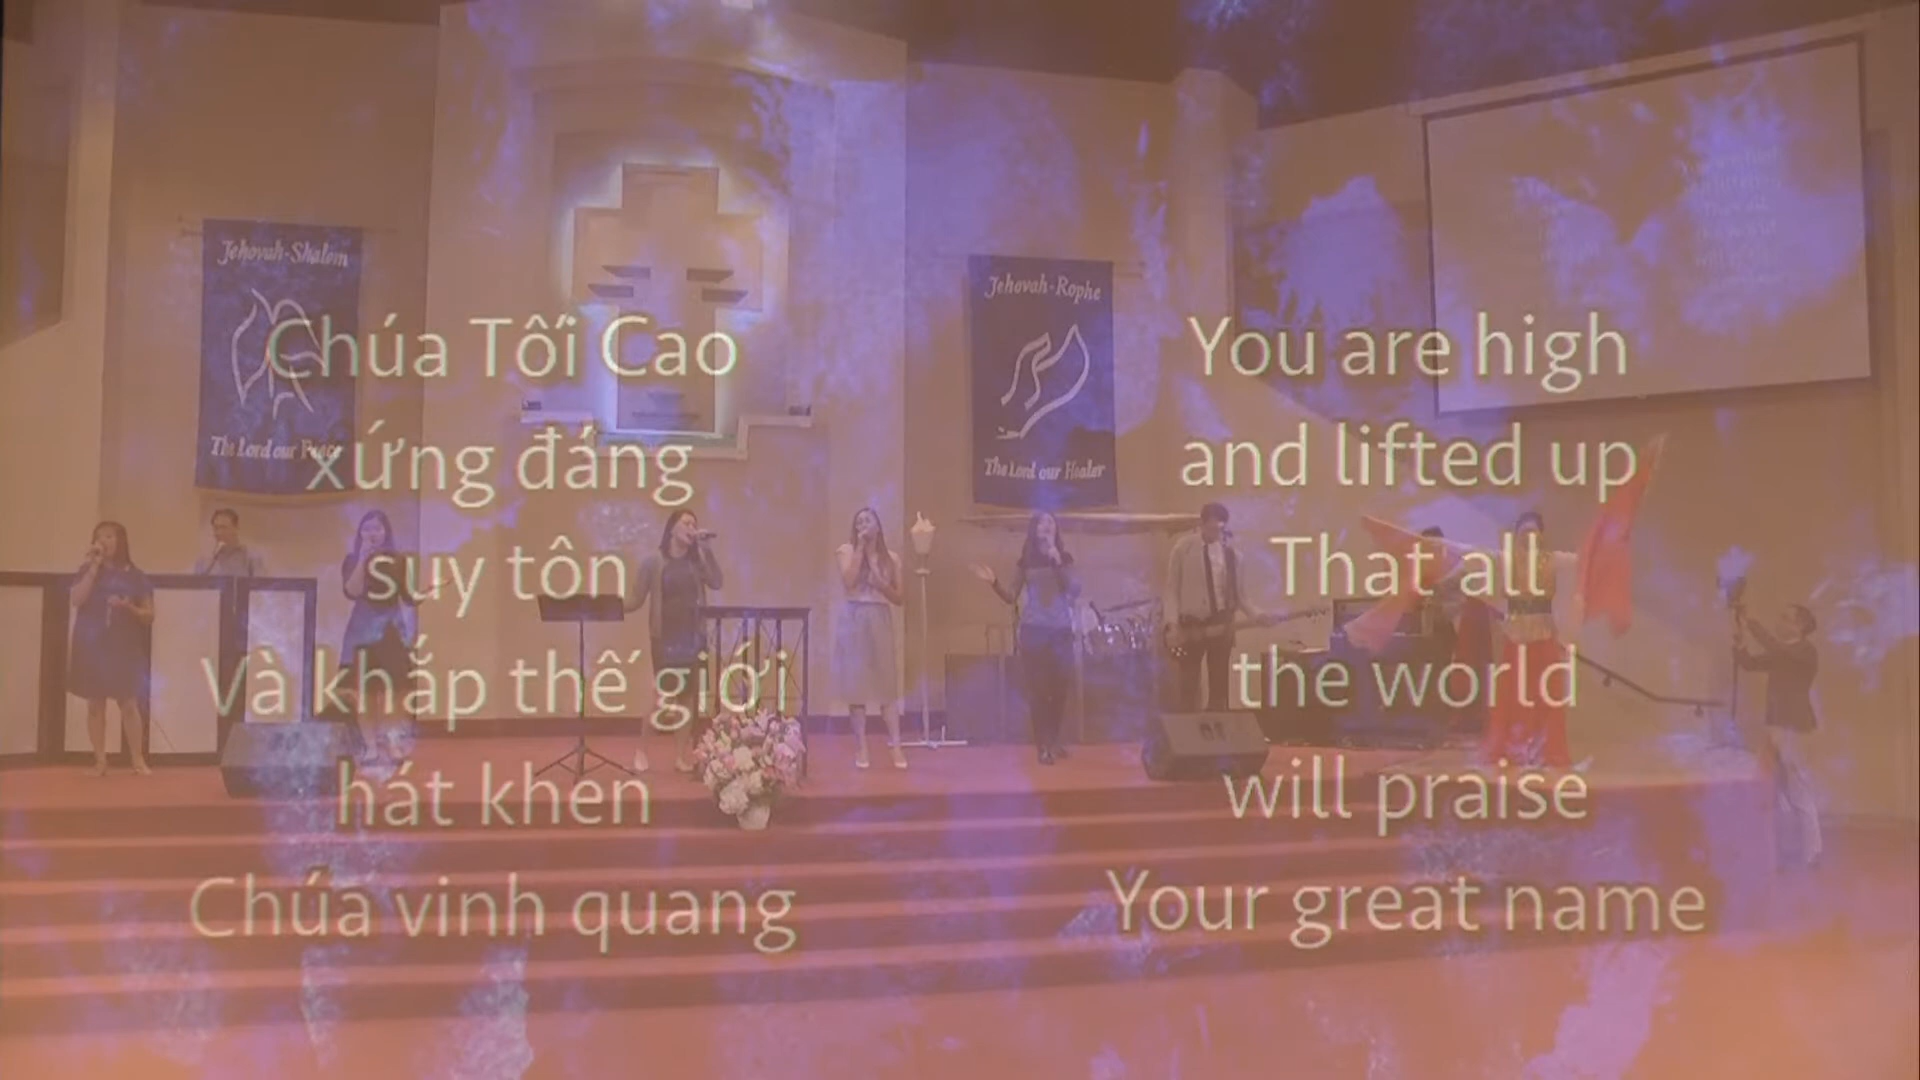 Jehovah-Shalom
The Lord our Peace
Jehovah-Rophe
The Lord our Healer
Chúa Tối Cao
xứng đáng
suy tôn
Và khắp thế giới
hát khen
Chúa vinh quang
You are high
and lifted up
That all
the world
will praise
Your great name